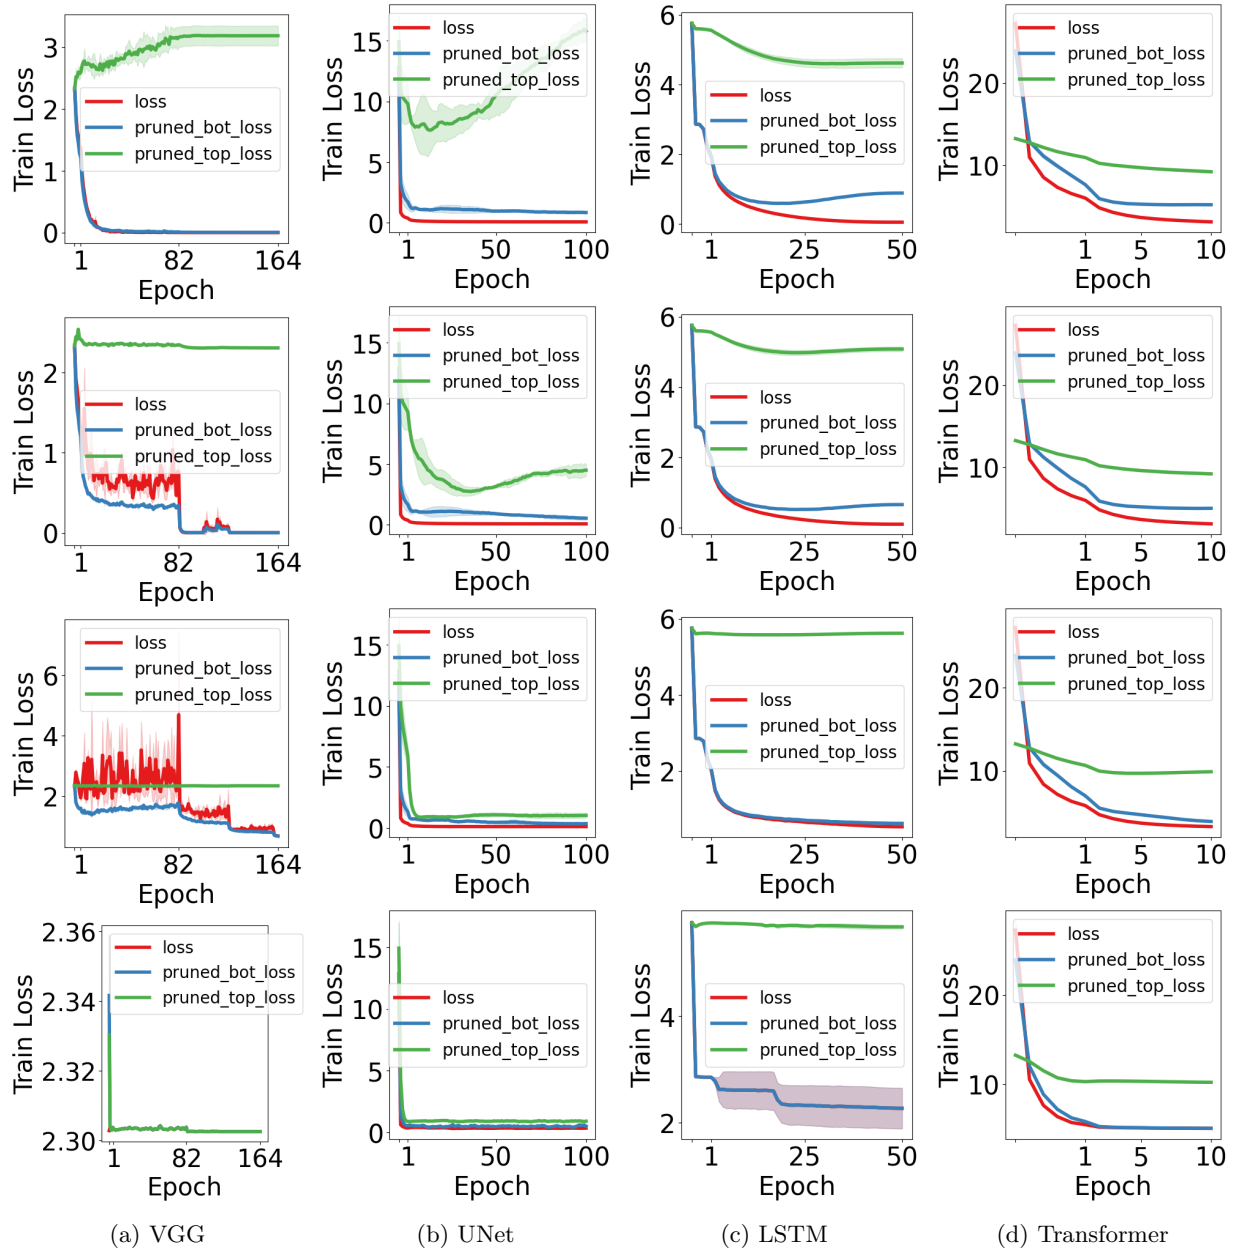 loss
pruned_bot_loss
pruned_top_loss
Train Loss
3
2
1
0
1 82 164
Epoch
loss
pruned_bot_loss
pruned_top_loss
Train Loss
15
10
5
0
1 50 100
Epoch
loss
pruned_bot_loss
pruned_top_loss
Train Loss
6
4
2
0
1 25 50
Epoch
loss
pruned_bot_loss
pruned_top_loss
Train Loss
20
10
1 5 10
Epoch
loss
pruned_bot_loss
pruned_top_loss
Train Loss
2
1
0
1 82 164
Epoch
loss
pruned_bot_loss
pruned_top_loss
Train Loss
15
10
5
0
1 50 100
Epoch
loss
pruned_bot_loss
pruned_top_loss
Train Loss
6
4
2
0
1 25 50
Epoch
loss
pruned_bot_loss
pruned_top_loss
Train Loss
20
10
1 5 10
Epoch
loss
pruned_bot_loss
pruned_top_loss
Train Loss
6
4
2
1 82 164
Epoch
loss
pruned_bot_loss
pruned_top_loss
Train Loss
15
10
5
0
1 50 100
Epoch
loss
pruned_bot_loss
pruned_top_loss
Train Loss
6
4
2
1 25 50
Epoch
loss
pruned_bot_loss
pruned_top_loss
Train Loss
20
10
1 5 10
Epoch
loss
pruned_bot_loss
pruned_top_loss
Train Loss
2.36
2.34
2.32
2.30
1 82 164
Epoch
loss
pruned_bot_loss
pruned_top_loss
Train Loss
15
10
5
0
1 50 100
Epoch
loss
pruned_bot_loss
pruned_top_loss
Train Loss
4
2
1 25 50
Epoch
loss
pruned_bot_loss
pruned_top_loss
Train Loss
20
10
1 5 10
Epoch
(a) VGG
(b) UNet
(c) LSTM
(d) Transformer